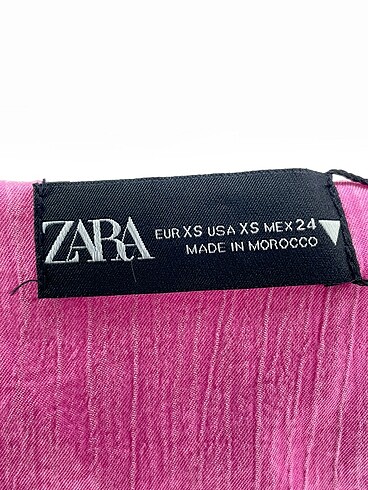 ZARA
EUR XS USA XS MEX 24
MADE IN MOROCCO